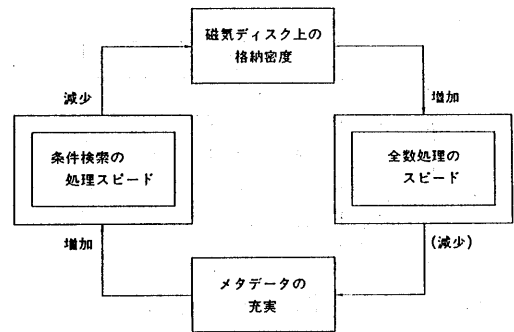 磁気ディスク上の
格納密度
減少
増加
条件検索の
処理スピード
全数処理の
スピード
増加
(減少)
メタデータの
充実